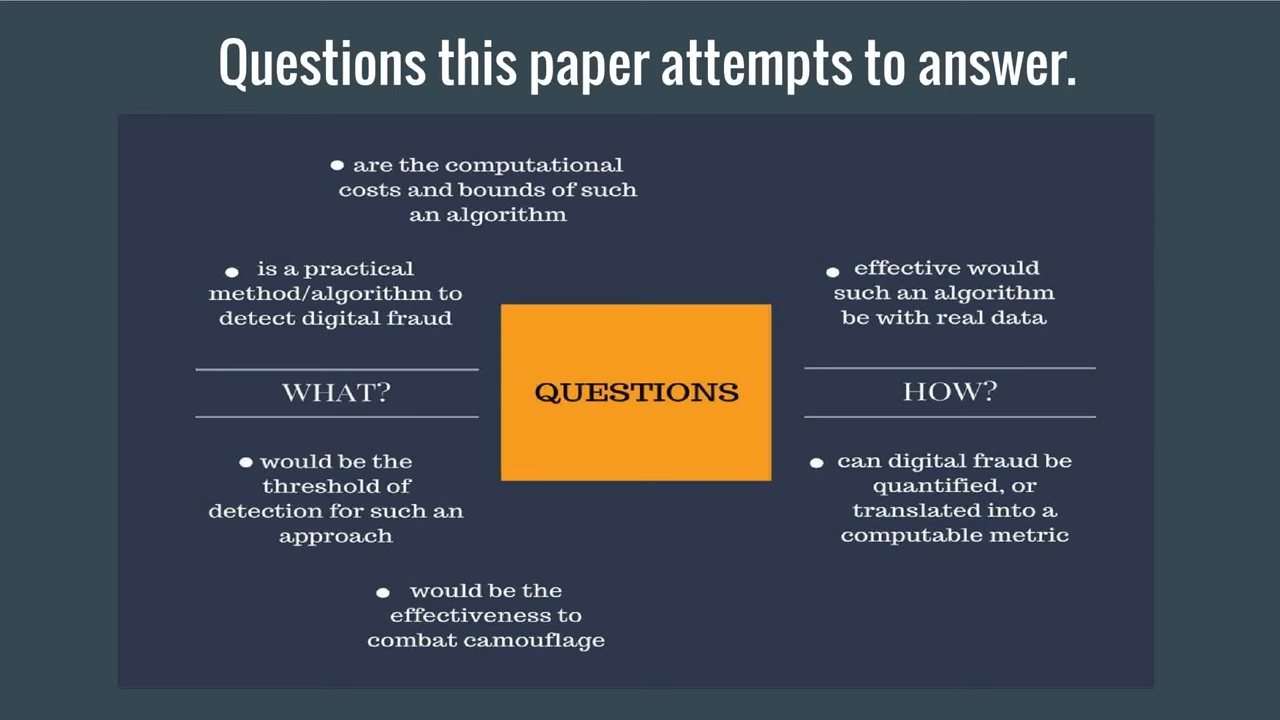 Questions this paper attempts to answer.
are the computational
costs and bounds of such
an algorithm
is a practical
method/algorithm to
detect digital fraud
WHAT?
would be the
threshold of
detection for such an
approach
would be the
effectiveness to
combat camouflage
QUESTIONS
effective would
such an algorithm
be with real data
HOW?
can digital fraud be
quantified, or
translated into a
computable metric